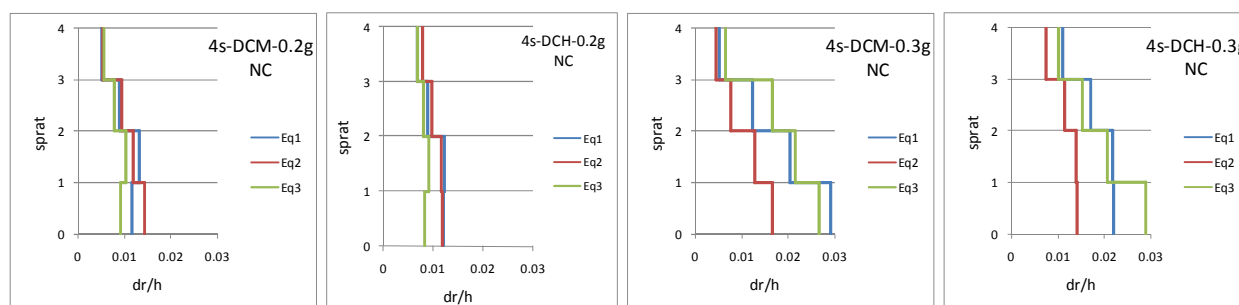 4
3
2
1
0
sprat
4s-DCM-0.2g
NC
Eq1
Eq2
Eq3
0 0.01 0.02 0.03
dr/h
4
3
2
1
0
sprat
4s-DCH-0.2g
NC
Eq1
Eq2
Eq3
0 0.01 0.02 0.03
dr/h
4
3
2
1
0
sprat
4s-DCM-0.3g
NC
Eq1
Eq2
Eq3
0 0.01 0.02 0.03
dr/h
4
3
2
1
0
sprat
4s-DCH-0.3g
NC
Eq1
Eq2
Eq3
0 0.01 0.02 0.03
dr/h